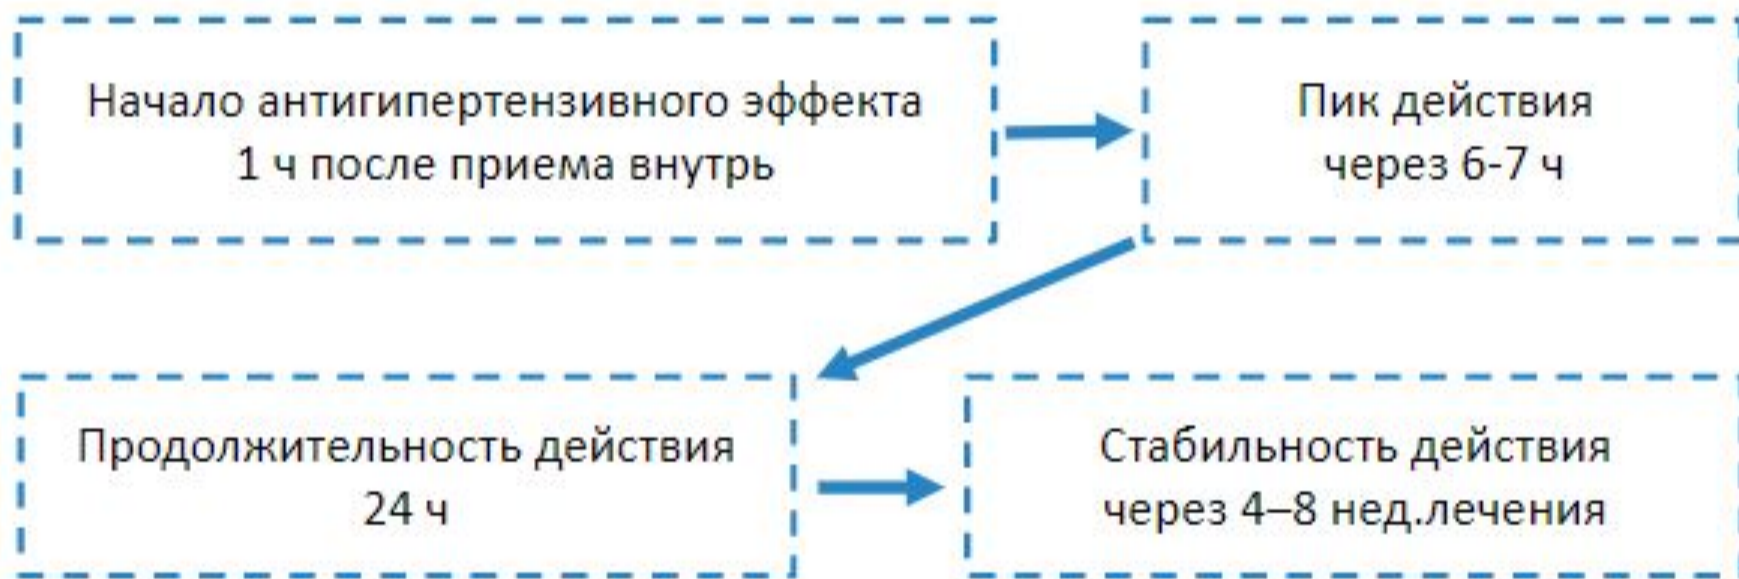 Начало антигипертензивного эффекта
1 ч после приема внутрь
Пик действия
через 6-7 ч
Продолжительность действия
24 ч
Стабильность действия
через 4–8 нед.лечения